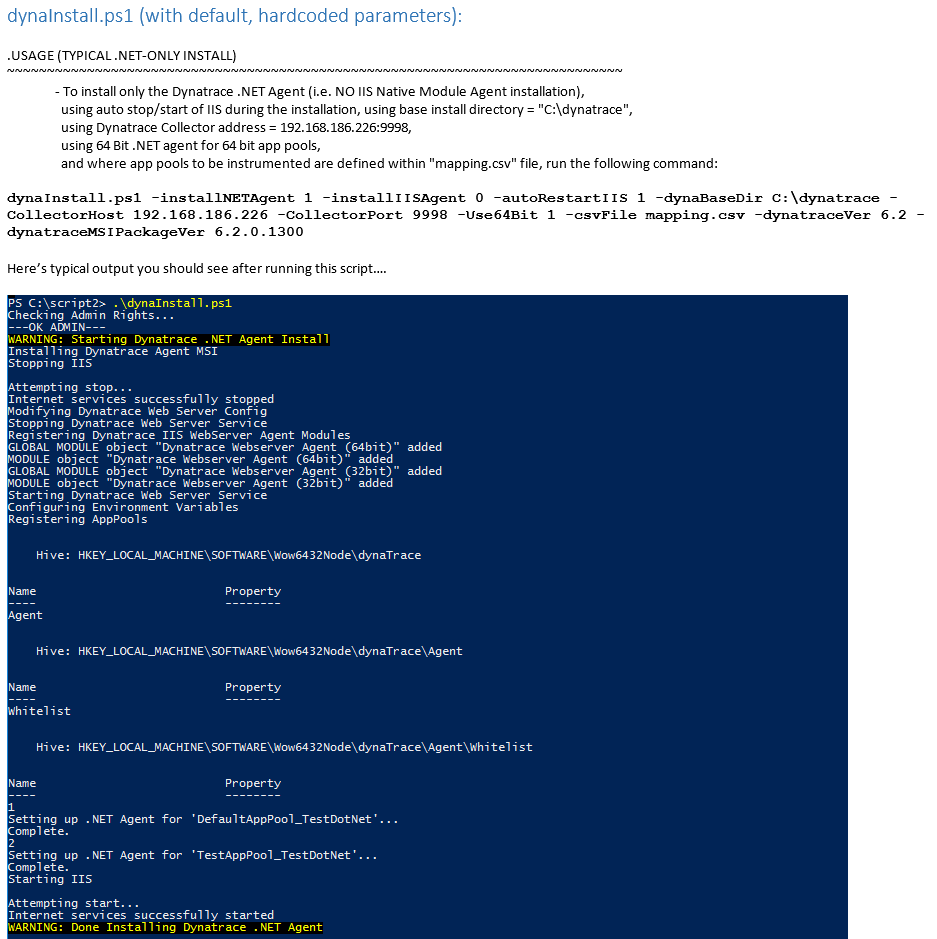 dynaInstall.ps1 (with default, hardcoded parameters):
.USAGE (TYPICAL .NET-ONLY INSTALL)
~~~~~~~~~~~~~~~~~~~~~~~~~~~~~~~~~~~~~~~~~~~~~~~~~~~~~~~~~~~~~~~~~~~~~~~~~~~~~
- To install only the Dynatrace .NET Agent (i.e. NO IIS Native Module Agent installation),
using auto stop/start of IIS during the installation, using base install directory = "C:\dynatrace",
using Dynatrace Collector address = 192.168.186.226:9998,
using 64 Bit .NET agent for 64 bit app pools,
and where app pools to be instrumented are defined within "mapping.csv" file, run the following command:
dynaInstall.ps1 -installNETAgent 1 -installIISAgent 0 -autoRestartIIS 1 -dynaBaseDir C:\dynatrace -
CollectorHost 192.168.186.226 -CollectorPort 9998 -Use64Bit 1 -csvFile mapping.csv -dynatraceVer 6.2 -
dynatraceMSIPackageVer 6.2.0.1300
Here's typical output you should see after running this script....
PS C:\script2> .\dynaInstall.ps1
Checking Admin Rights...
---OK ADMIN---
WARNING: Starting Dynatrace .NET Agent Install
Installing Dynatrace Agent MSI
Stopping IIS
Attempting stop...
Internet services successfully stopped
Modifying Dynatrace Web Server Config
Stopping Dynatrace Web Server Service
Registering Dynatrace IIS WebServer Agent Modules
GLOBAL MODULE object "Dynatrace Webserver Agent (64bit)" added
MODULE object "Dynatrace Webserver Agent (64bit)" added
GLOBAL MODULE object "Dynatrace Webserver Agent (32bit)" added
MODULE object "Dynatrace Webserver Agent (32bit)" added
Starting Dynatrace Web Server Service
Configuring Environment Variables
Registering AppPools
Hive: HKEY_LOCAL_MACHINE\SOFTWARE\Wow6432Node\dynaTrace
Name Property
---- --------
Agent
Hive: HKEY_LOCAL_MACHINE\SOFTWARE\Wow6432Node\dynaTrace\Agent
Name Property
---- --------
Whitelist
Hive: HKEY_LOCAL_MACHINE\SOFTWARE\Wow6432Node\dynaTrace\Agent\Whitelist
Name Property
---- --------
1
Setting up .NET Agent for 'DefaultAppPool_TestDotNet'...
Complete.
2
Setting up .NET Agent for 'TestAppPool_TestDotNet'...
Complete.
Starting IIS
Attempting start...
Internet services successfully started
WARNING: Done Installing Dynatrace .NET Agent